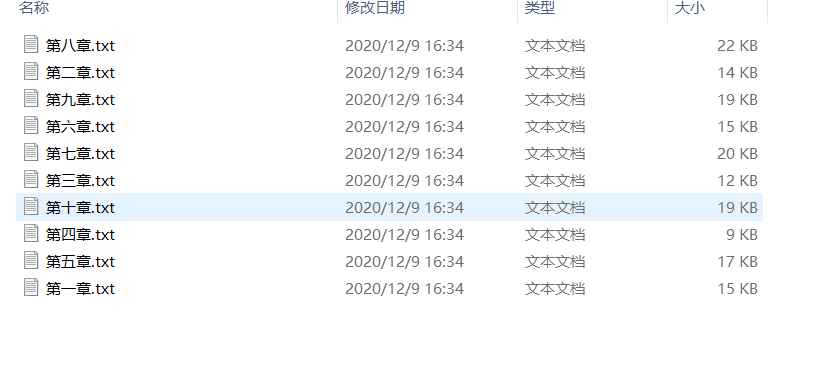 名称 修改日期 类型 大小
第八章.txt 2020/12/9 16:34 文本文档 22 KB
第二章.txt 2020/12/9 16:34 文本文档 14 KB
第九章.txt 2020/12/9 16:34 文本文档 19 KB
第六章.txt 2020/12/9 16:34 文本文档 15 KB
第七章.txt 2020/12/9 16:34 文本文档 20 KB
第三章.txt 2020/12/9 16:34 文本文档 12 KB
第十章.txt 2020/12/9 16:34 文本文档 19 KB
第四章.txt 2020/12/9 16:34 文本文档 9 KB
第五章.txt 2020/12/9 16:34 文本文档 17 KB
第一章.txt 2020/12/9 16:34 文本文档 15 KB